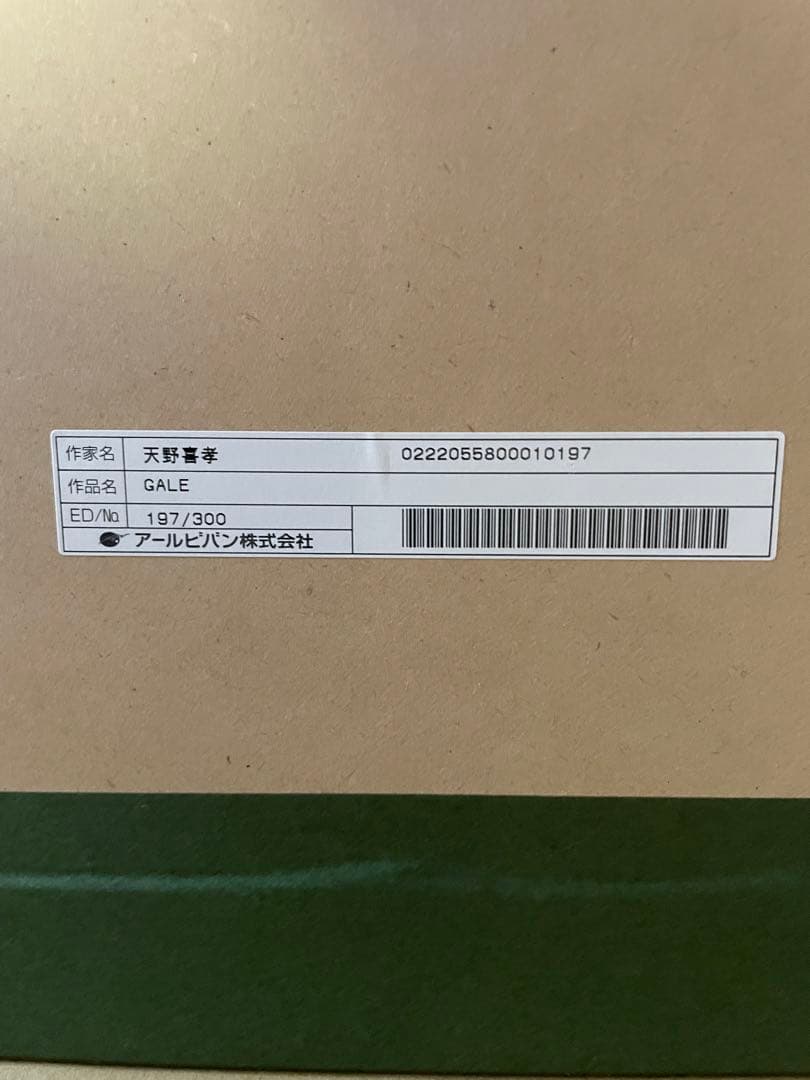 作家名 天野喜孝 0222055800010197
作品名 GALE
ED/No. 197/300
アールビバン株式会社